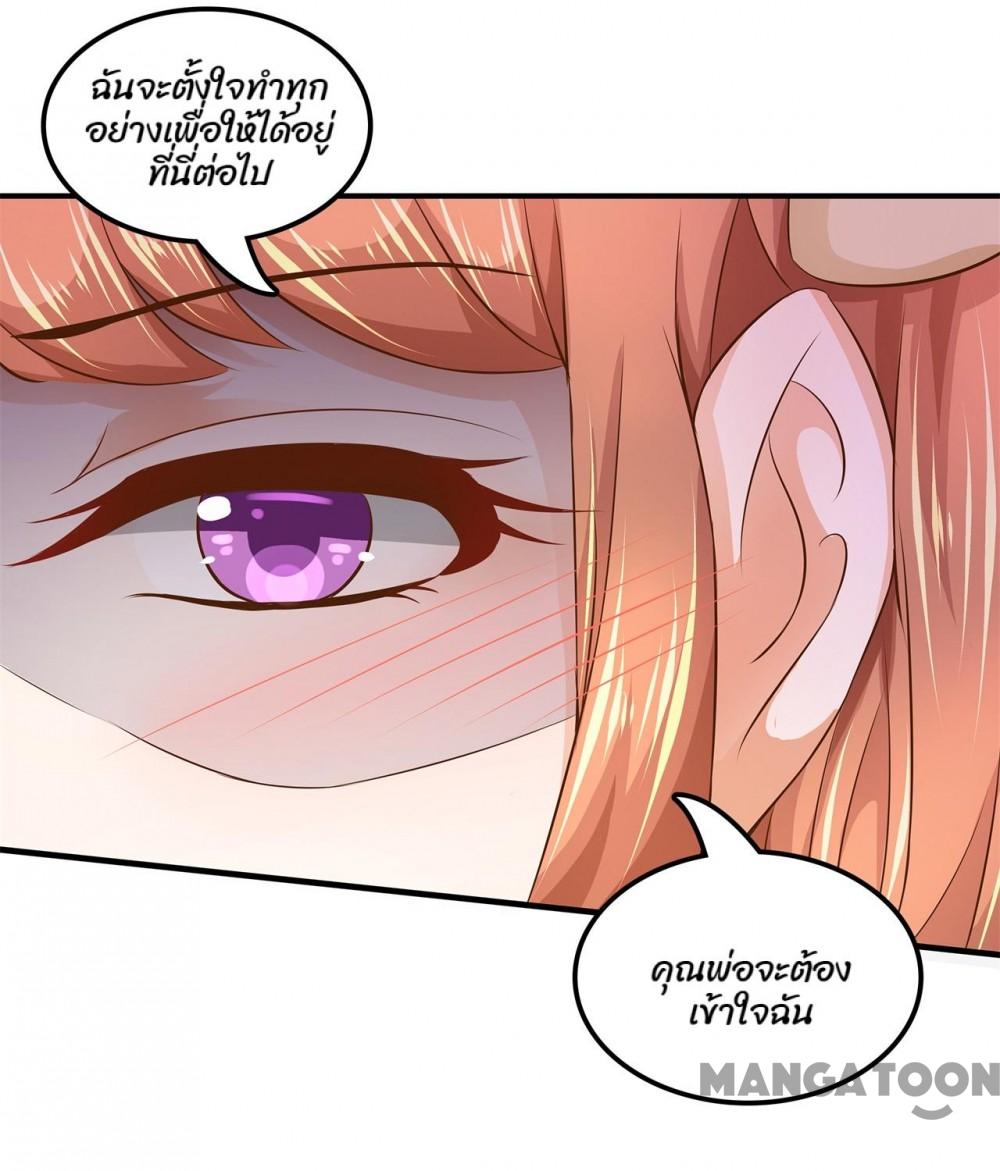 ฉันจะตั้งใจทำทุก
อย่างเพื่อให้ได้อยู่
ที่นี่ต่อไป
คุณพ่อจะต้อง
เข้าใจฉัน
MANGATOON